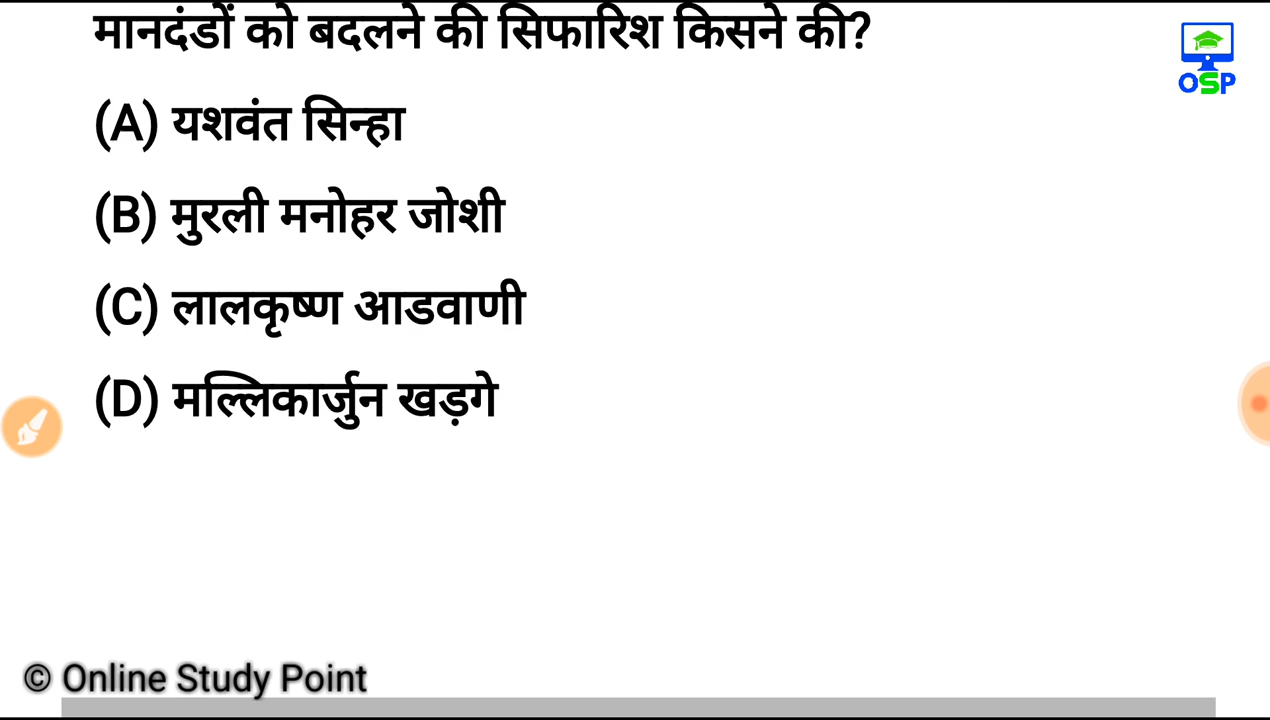 मानदंडों को बदलने की सिफारिश किसने की?
OSP
(A) यशवंत सिन्हा
(B) मुरली मनोहर जोशी
(C) लालकृष्ण आडवाणी
(D) मल्लिकार्जुन खड़गे
© Online Study Point